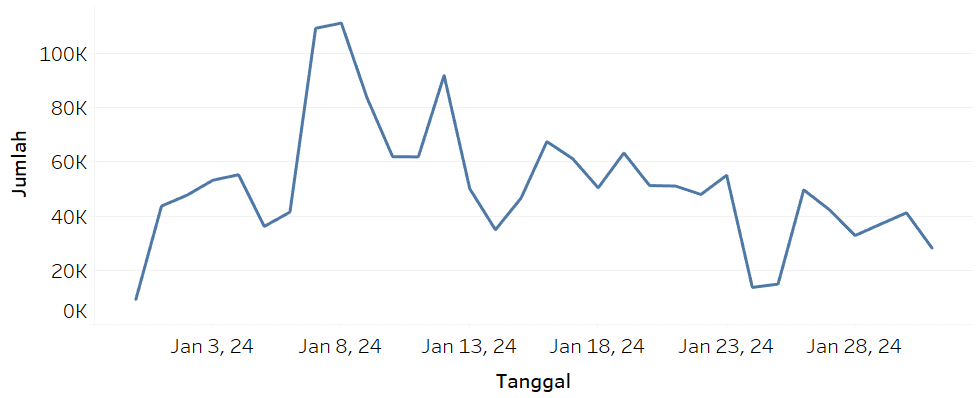 Jumlah
100K
80K
60K
40K
20K
0K
Jan 3, 24
Jan 8, 24
Jan 13, 24
Jan 18, 24
Jan 23, 24
Jan 28, 24
Tanggal